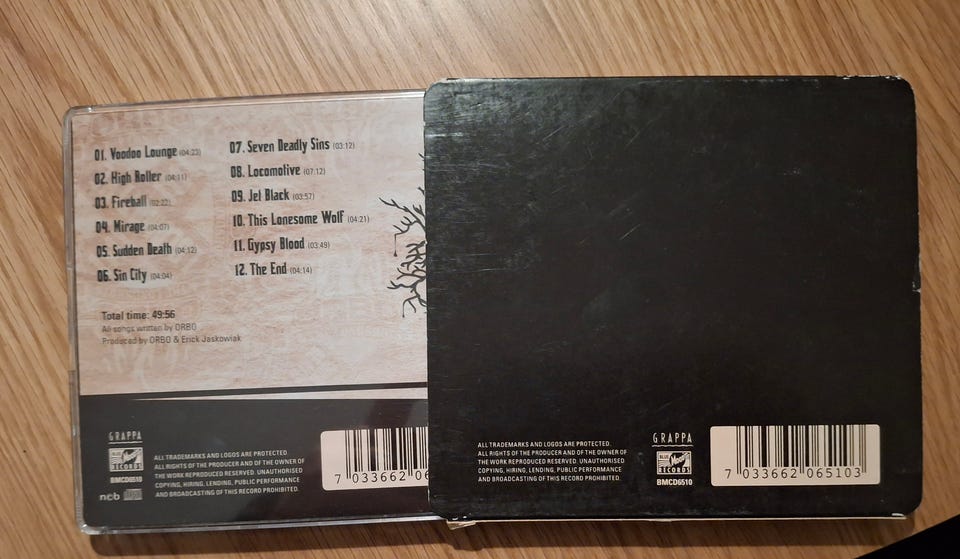 01. Voodoo Lounge (04:23)
02. High Roller (04:11)
03. Fireball (02:22)
04. Mirage (04:07)
05. Sudden Death (04:12)
06. Sin City (04:04)
07. Seven Deadly Sins (03:12)
08. Locomotive (07:12)
09. Jet Black (03:57)
10. This Lonesome Wolf (04:21)
11. Gypsy Blood (03:49)
12. The End (04:14)
Total time: 49:56
All songs written by ORBO
Produced by ORBO & Erick Jaskowiak
GRAPPA
BLUE
RECORDS
BMCD6510
ncb
ALL TRADEMARKS AND LOGOS ARE PROTECTED.
ALL RIGHTS OF THE PRODUCER AND OF THE OWNER OF
THE WORK REPRODUCED RESERVED. UNAUTHORISED
COPYING, HIRING, LENDING, PUBLIC PERFORMANCE
AND BROADCASTING OF THIS RECORD PROHIBITED.
7 033662 06
ALL TRADEMARKS AND LOGOS ARE PROTECTED.
ALL RIGHTS OF THE PRODUCER AND OF THE OWNER OF
THE WORK REPRODUCED RESERVED. UNAUTHORISED
COPYING, HIRING, LENDING, PUBLIC PERFORMANCE
AND BROADCASTING OF THIS RECORD PROHIBITED.
GRAPPA
BLUE
RECORDS
BMCD6510
7 033662 065103